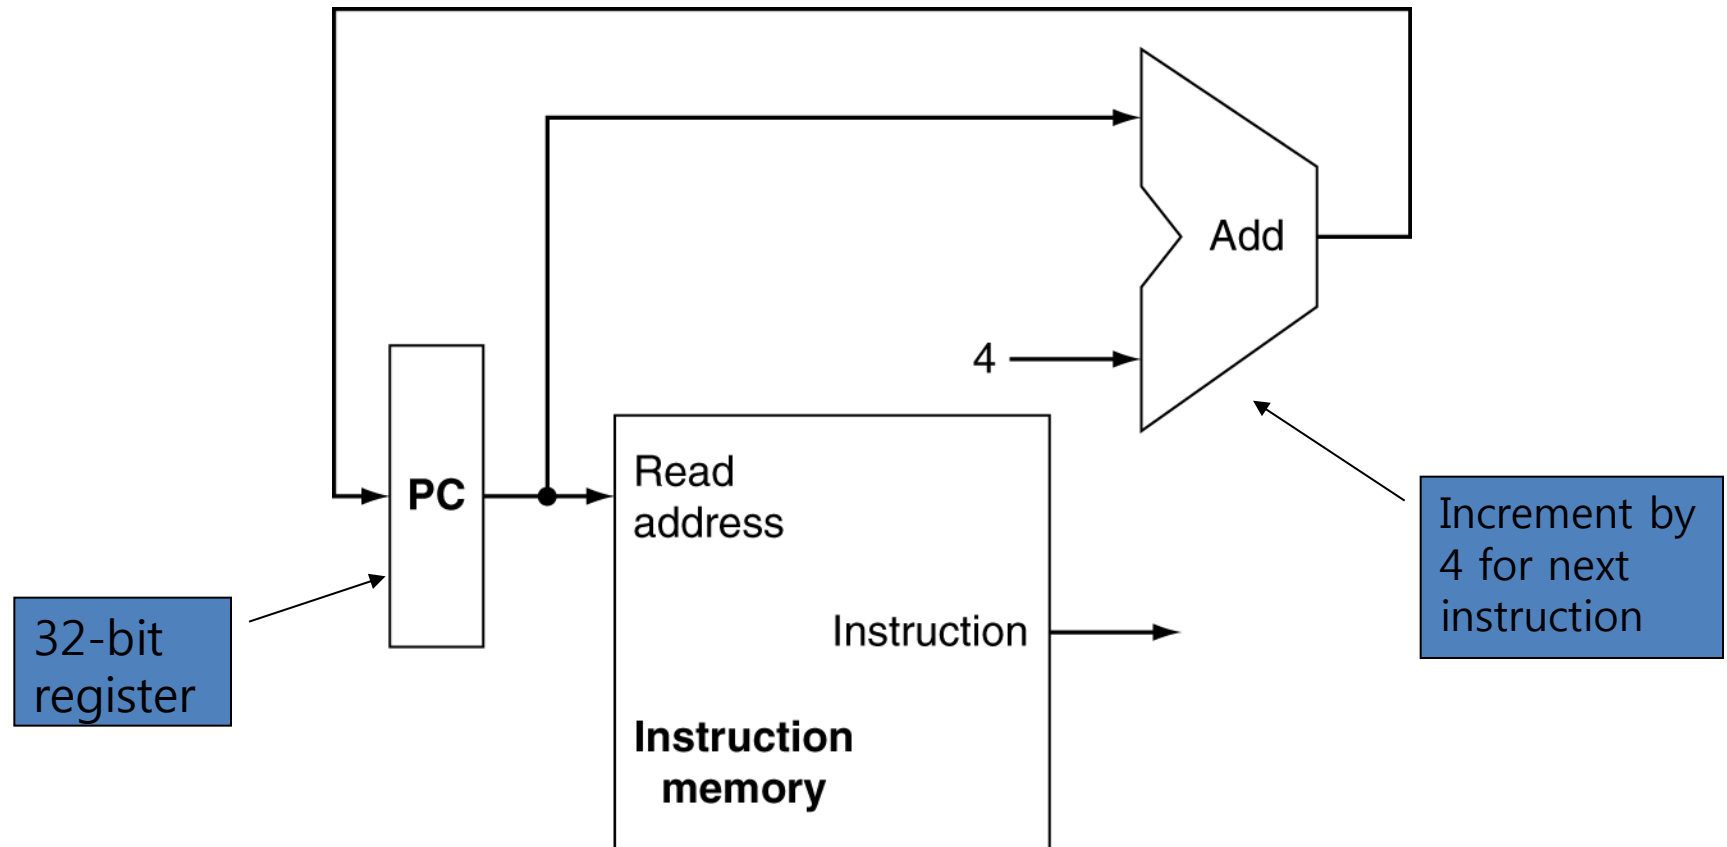 Add
4
PC
Read
address
Instruction
Instruction
memory
32-bit
register
Increment by
4 for next
instruction